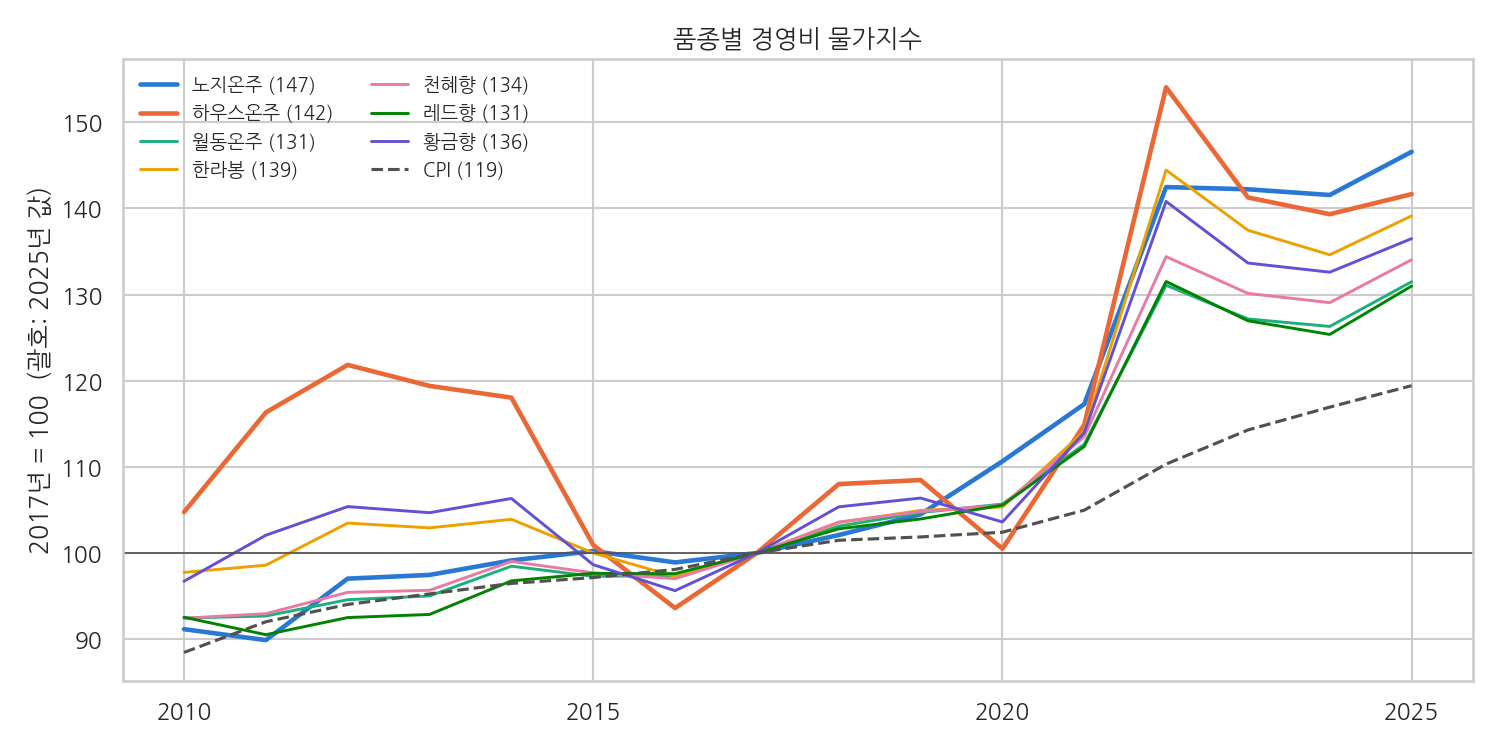 품종별 경영비 물가지수
노지온주 (147)
하우스온주 (142)
월동온주 (131)
한라봉 (139)
천혜향 (134)
레드향 (131)
황금향 (136)
CPI (119)
2017년 = 100  (괄호: 2025년 값)
150
140
130
120
110
100
90
2010
2015
2020
2025